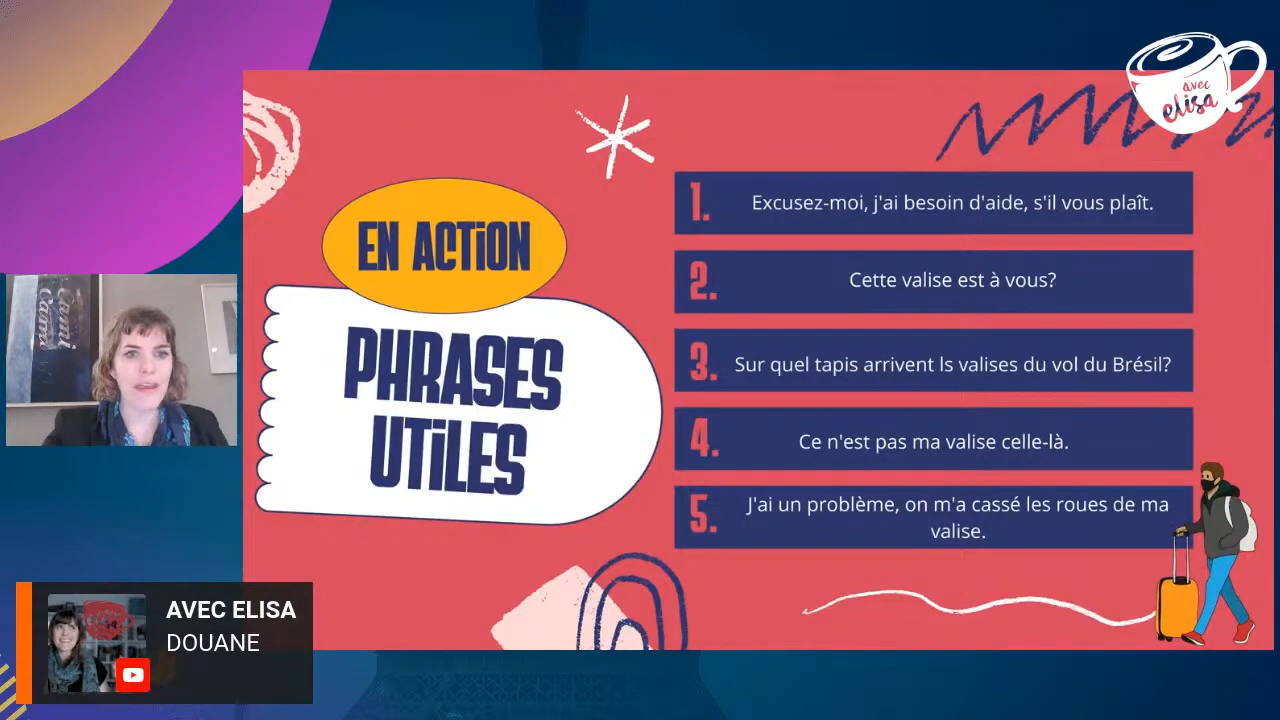 avec
elisa
EN ACTION
PHRASES
UTILES
1. Excusez-moi, j'ai besoin d'aide, s'il vous plaît.
2. Cette valise est à vous?
3. Sur quel tapis arrivent ls valises du vol du Brésil?
4. Ce n'est pas ma valise celle-là.
5. J'ai un problème, on m'a cassé les roues de ma
valise.
AVEC ELISA
DOUANE